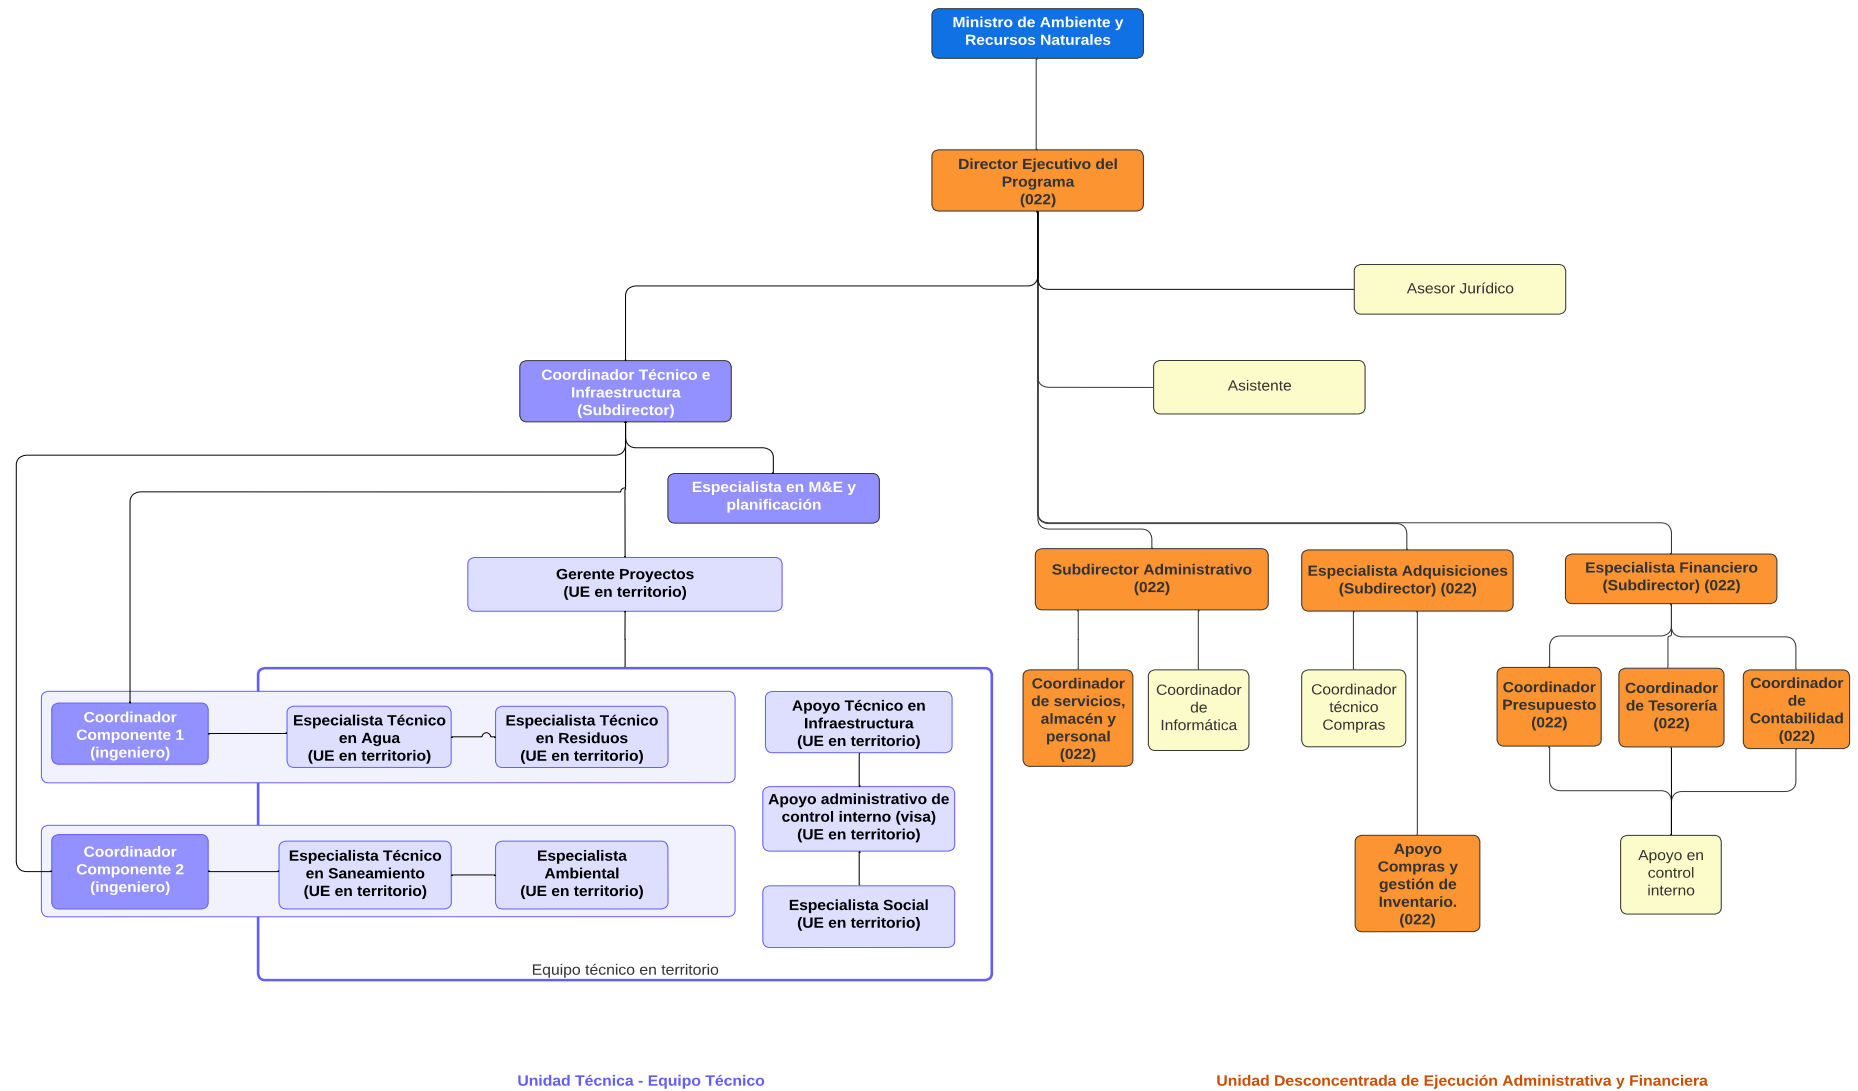 Ministro de Ambiente y
Recursos Naturales
Director Ejecutivo del
Programa
(022)
Asesor Jurídico
Asistente
Coordinador Técnico e
Infraestructura
(Subdirector)
Especialista en M&E y
planificación
Gerente Proyectos
(UE en territorio)
Subdirector Administrativo
(022)
Especialista Adquisiciones
(Subdirector) (022)
Especialista Financiero
(Subdirector) (022)
Coordinador
Componente 1
(ingeniero)
Especialista Técnico
en Agua
(UE en territorio)
Especialista Técnico
en Residuos
(UE en territorio)
Apoyo Técnico en
Infraestructura
(UE en territorio)
Apoyo administrativo de
control interno (visa)
(UE en territorio)
Coordinador
Componente 2
(ingeniero)
Especialista Técnico
en Saneamiento
(UE en territorio)
Especialista
Ambiental
(UE en territorio)
Especialista Social
(UE en territorio)
Equipo técnico en territorio
Coordinador
de servicios,
almacén y
personal
(022)
Coordinador
de
Informática
Coordinador
técnico
Compras
Coordinador
Presupuesto
(022)
Coordinador
de Tesorería
(022)
Coordinador
de
Contabilidad
(022)
Apoyo
Compras y
gestión de
Inventario.
(022)
Apoyo en
control
interno
Unidad Técnica - Equipo Técnico
Unidad Desconcentrada de Ejecución Administrativa y Financiera